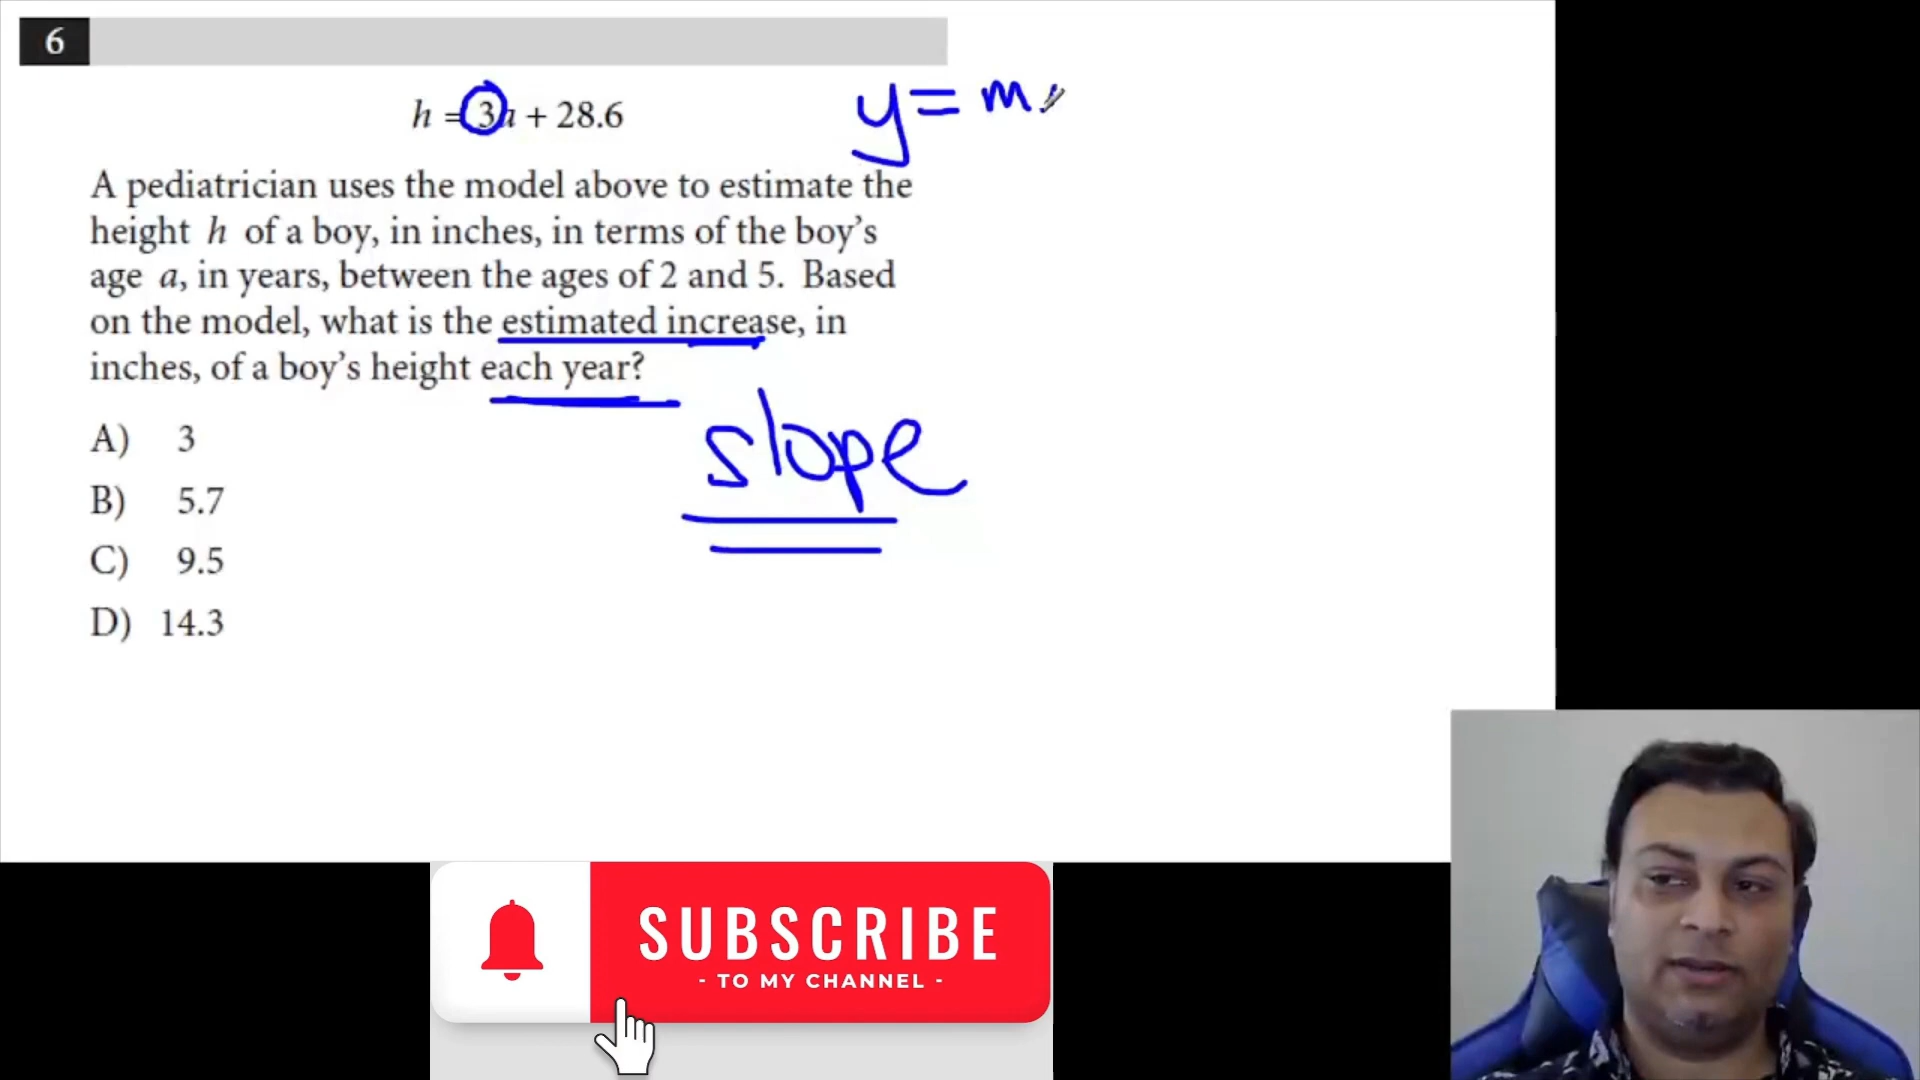 6
h = 3a + 28.6
y = m
A pediatrician uses the model above to estimate the
height h of a boy, in inches, in terms of the boy's
age a, in years, between the ages of 2 and 5. Based
on the model, what is the estimated increase, in
inches, of a boy's height each year?
A) 3
B) 5.7
C) 9.5
D) 14.3
slope
SUBSCRIBE
- TO MY CHANNEL -